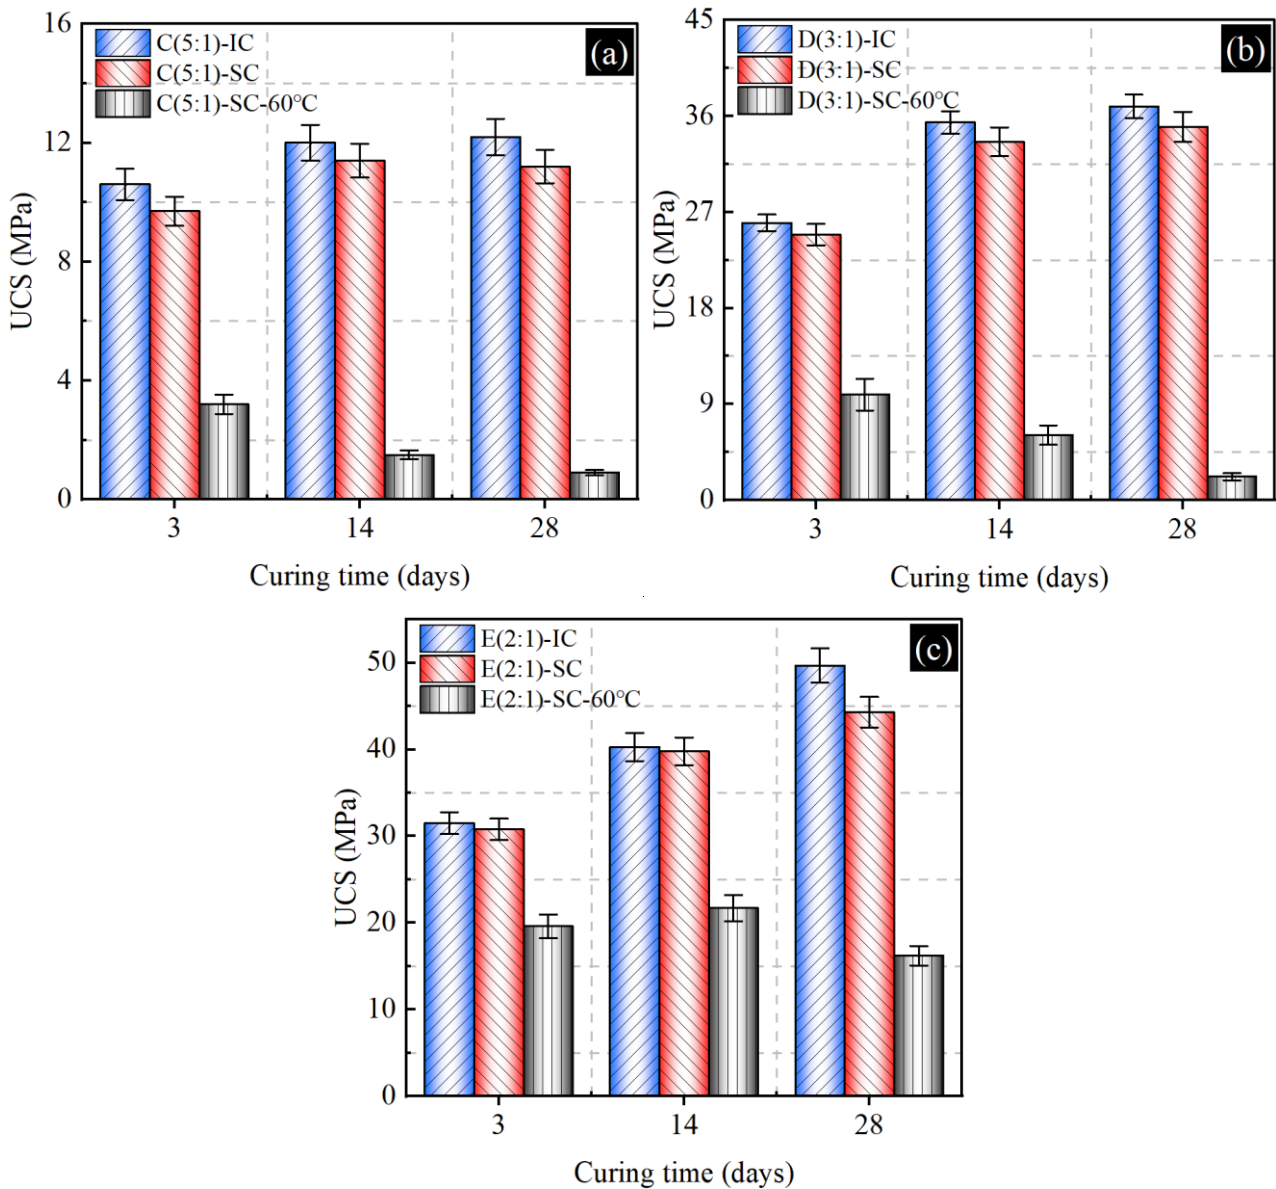 16
12
8
4
0
UCS (MPa)
C(5:1)-IC
C(5:1)-SC
C(5:1)-SC-60℃
(a)
3
14
28
Curing time (days)
45
36
27
18
9
0
UCS (MPa)
D(3:1)-IC
D(3:1)-SC
D(3:1)-SC-60℃
(b)
3
14
28
Curing time (days)
50
40
30
20
10
0
UCS (MPa)
E(2:1)-IC
E(2:1)-SC
E(2:1)-SC-60℃
(c)
3
14
28
Curing time (days)